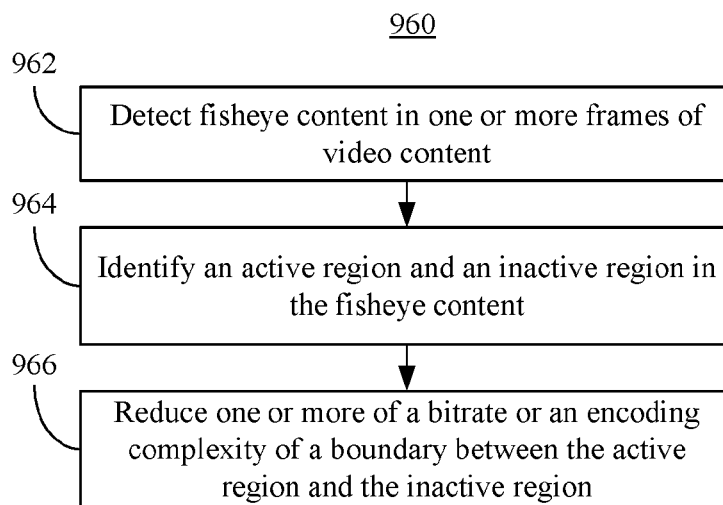 960
962
Detect fisheye content in one or more frames of
video content
964
Identify an active region and an inactive region in
the fisheye content
966
Reduce one or more of a bitrate or an encoding
complexity of a boundary between the active
region and the inactive region